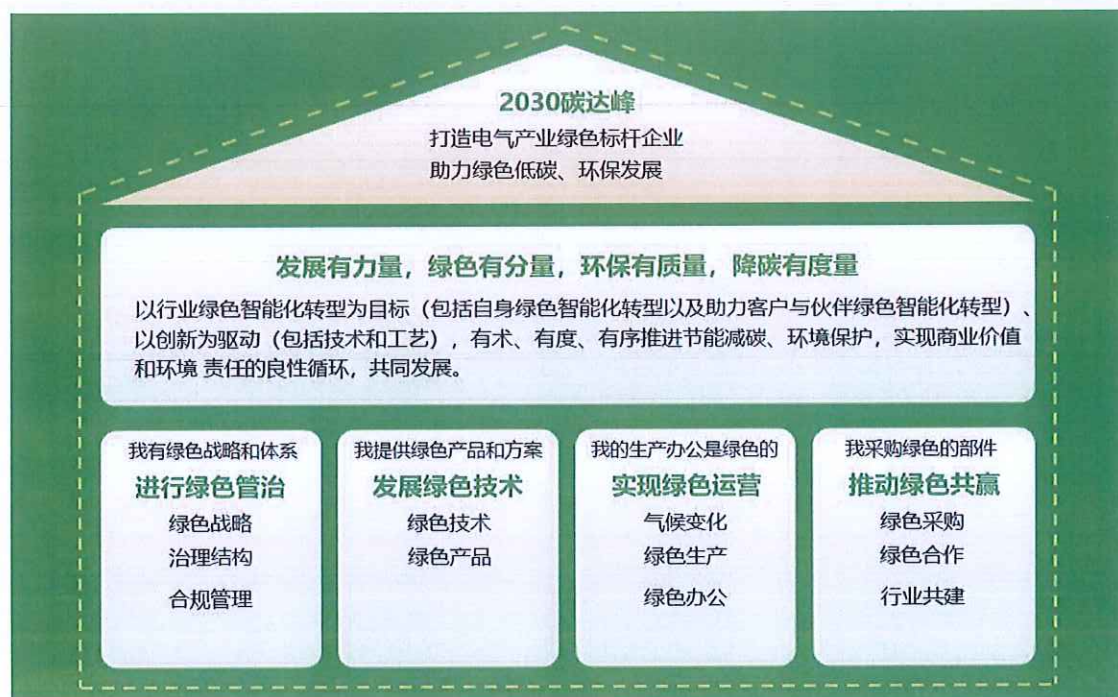 2030碳达峰
打造电气产业绿色标杆企业
助力绿色低碳、环保发展
发展有力量，绿色有分量，环保有质量，降碳有度量
以行业绿色智能化转型为目标（包括自身绿色智能化转型以及助力客户与伙伴绿色智能化转型）、
以创新为驱动（包括技术和工艺），有术、有度、有序推进节能减碳、环境保护，实现商业价值
和环境 责任的良性循环，共同发展。
我有绿色战略和体系
进行绿色管治
绿色战略
治理结构
合规管理
我提供绿色产品和方案
发展绿色技术
绿色技术
绿色产品
我的生产办公是绿色的
实现绿色运营
气候变化
绿色生产
绿色办公
我采购绿色的部件
推动绿色共赢
绿色采购
绿色合作
行业共建